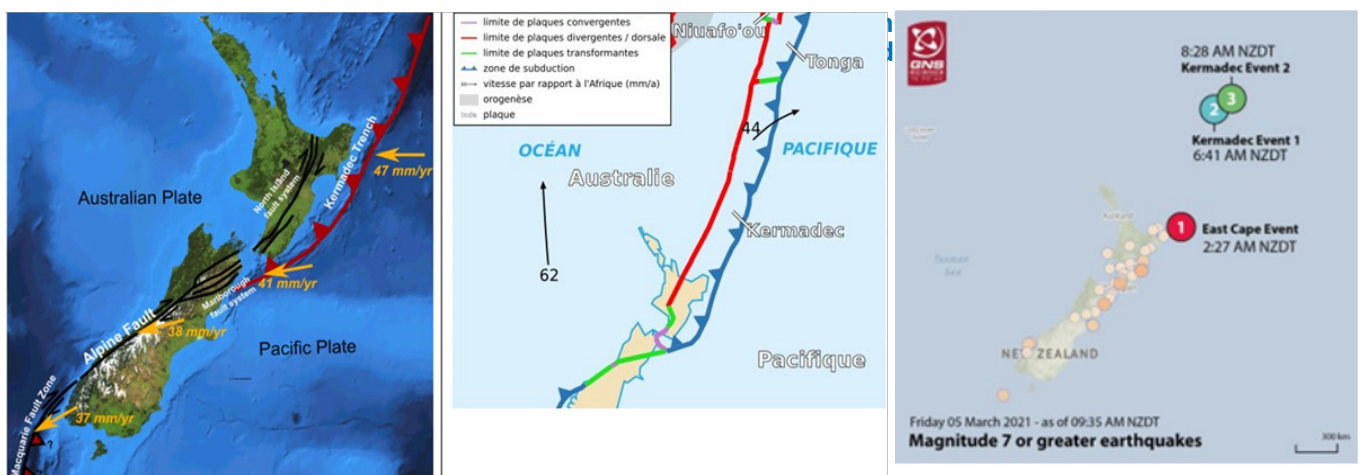 Australian Plate
North Island
fault system
Kermadec Trench
47 mm/yr
41 mm/yr
Marlborough
fault system
Alpine Fault
38 mm/yr
Pacific Plate
37 mm/yr
Macquarie Fault Zone
?
limite de plaques convergentes
limite de plaques divergentes / dorsale
limite de plaques transformantes
zone de subduction
vitesse par rapport à l'Afrique (mm/a)
orogenèse
plaque
Niuafo'ou
Tonga
44
OCÉAN
PACIFIQUE
Australie
Kermadec
62
Pacifique
n
d
GNS
SCIENCE
8:28 AM NZDT
Kermadec Event 2
2
3
Kermadec Event 1
6:41 AM NZDT
Auckland
1
East Cape Event
2:27 AM NZDT
Tasman
Sea
NEW ZEALAND
Friday 05 March 2021 - as of 09:35 AM NZDT
Magnitude 7 or greater earthquakes
300 km